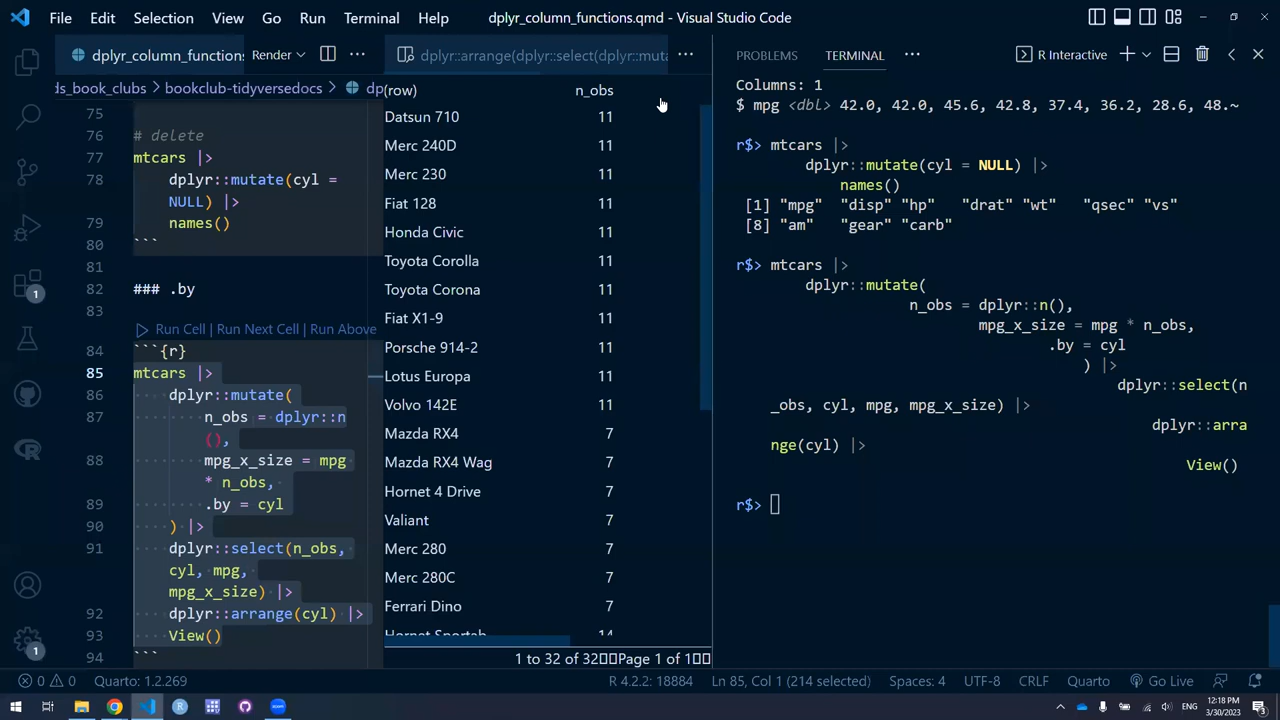 File Edit Selection View Go Run Terminal Help
dplyr_column_functions.qmd - Visual Studio Code
dplyr_column_functions
Render
ds_book_clubs > bookclub-tidyversedocs >
75
76 # delete
77 mtcars |>
78 dplyr::mutate(cyl =
NULL) |>
79 names()
80 ```
81
82 ### .by
83
Run Cell | Run Next Cell | Run Above
84 ```{r}
85 mtcars |>
86 dplyr::mutate(
87 n_obs = dplyr::n
(),
88 mpg_x_size = mpg
* n_obs,
89 .by = cyl
90 ) |>
91 dplyr::select(n_obs,
cyl, mpg,
mpg_x_size) |>
92 dplyr::arrange(cyl) |>
93 View()
94 ```
dplyr::arrange(dplyr::select(dplyr::muta
(row) n_obs
Datsun 710 11
Merc 240D 11
Merc 230 11
Fiat 128 11
Honda Civic 11
Toyota Corolla 11
Toyota Corona 11
Fiat X1-9 11
Porsche 914-2 11
Lotus Europa 11
Volvo 142E 11
Mazda RX4 7
Mazda RX4 Wag 7
Hornet 4 Drive 7
Valiant 7
Merc 280 7
Merc 280C 7
Ferrari Dino 7
Hornet Sportab 14
1 to 32 of 32 Page 1 of 1
PROBLEMS TERMINAL
R Interactive
Columns: 1
$ mpg <dbl> 42.0, 42.0, 45.6, 42.8, 37.4, 36.2, 28.6, 48.~
r$> mtcars |>
dplyr::mutate(cyl = NULL) |>
names()
[1] "mpg" "disp" "hp" "drat" "wt" "qsec" "vs"
[8] "am" "gear" "carb"
r$> mtcars |>
dplyr::mutate(
n_obs = dplyr::n(),
mpg_x_size = mpg * n_obs,
.by = cyl
) |>
dplyr::select(n
_obs, cyl, mpg, mpg_x_size) |>
dplyr::arra
nge(cyl) |>
View()
r$>
1
1
0 0 Quarto: 1.2.269
R 4.2.2: 18884 Ln 85, Col 1 (214 selected) Spaces: 4 UTF-8 CRLF Quarto Go Live
zoom
ENG
12:18 PM
3/30/2023